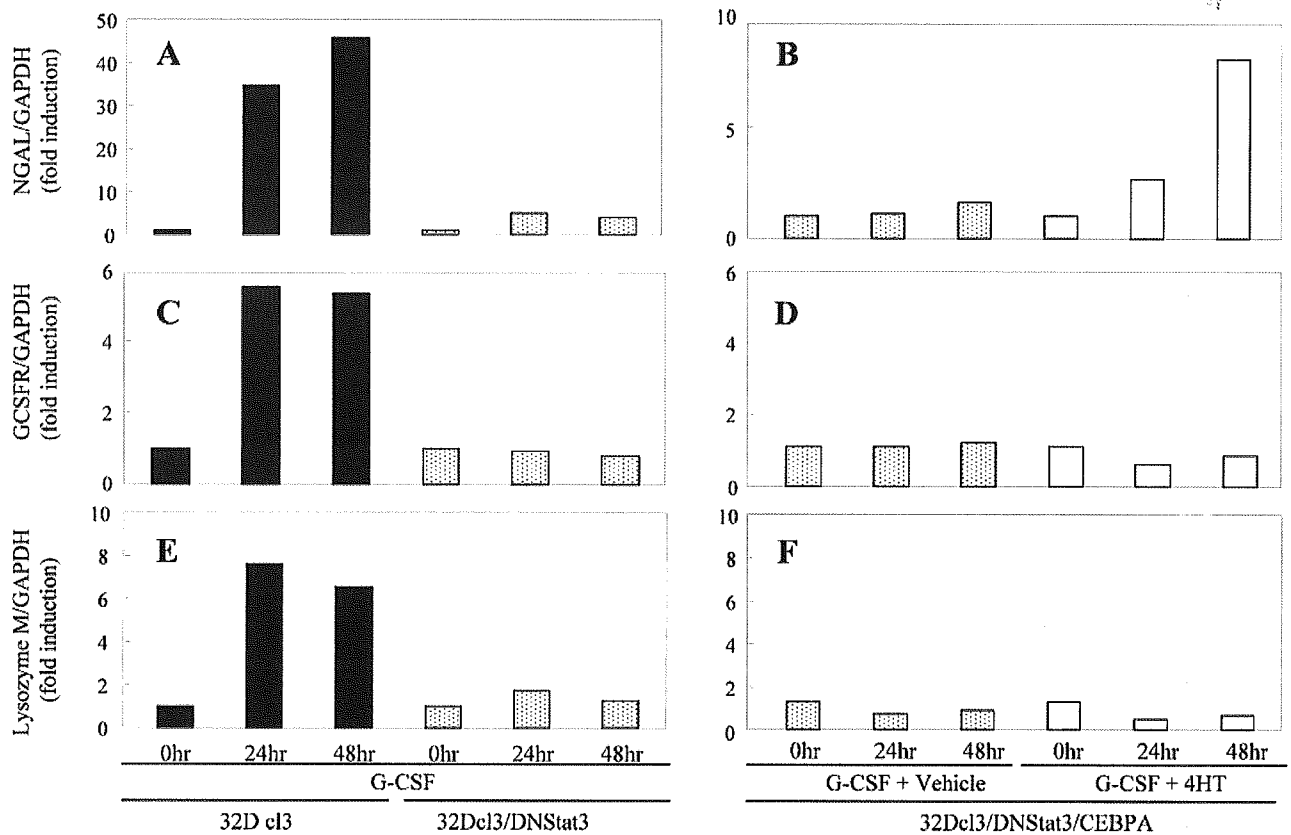 NGAL/GAPDH
(fold induction)
50
40
30
20
10
0
A
10
5
0
B
GCSFR/GAPDH
(fold induction)
6
4
2
0
C
6
4
2
0
D
Lysozyme M/GAPDH
(fold induction)
10
8
6
4
2
0
E
10
8
6
4
2
0
F
0hr 24hr 48hr 0hr 24hr 48hr
0hr 24hr 48hr 0hr 24hr 48hr
G-CSF
G-CSF + Vehicle G-CSF + 4HT
32D cl3 32Dcl3/DNStat3
32Dcl3/DNStat3/CEBPA